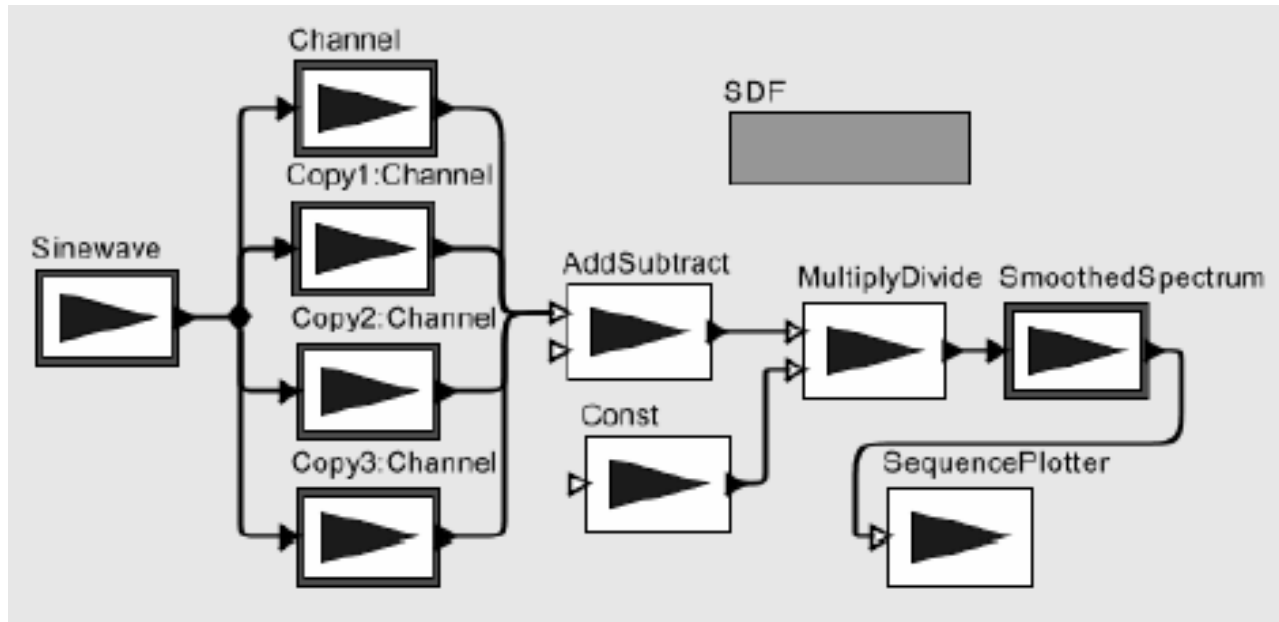 Channel
SDF
Copy1:Channel
Sinewave
AddSubtract
MultiplyDivide
SmoothedSpectrum
Copy2:Channel
Const
Copy3:Channel
SequencePlotter